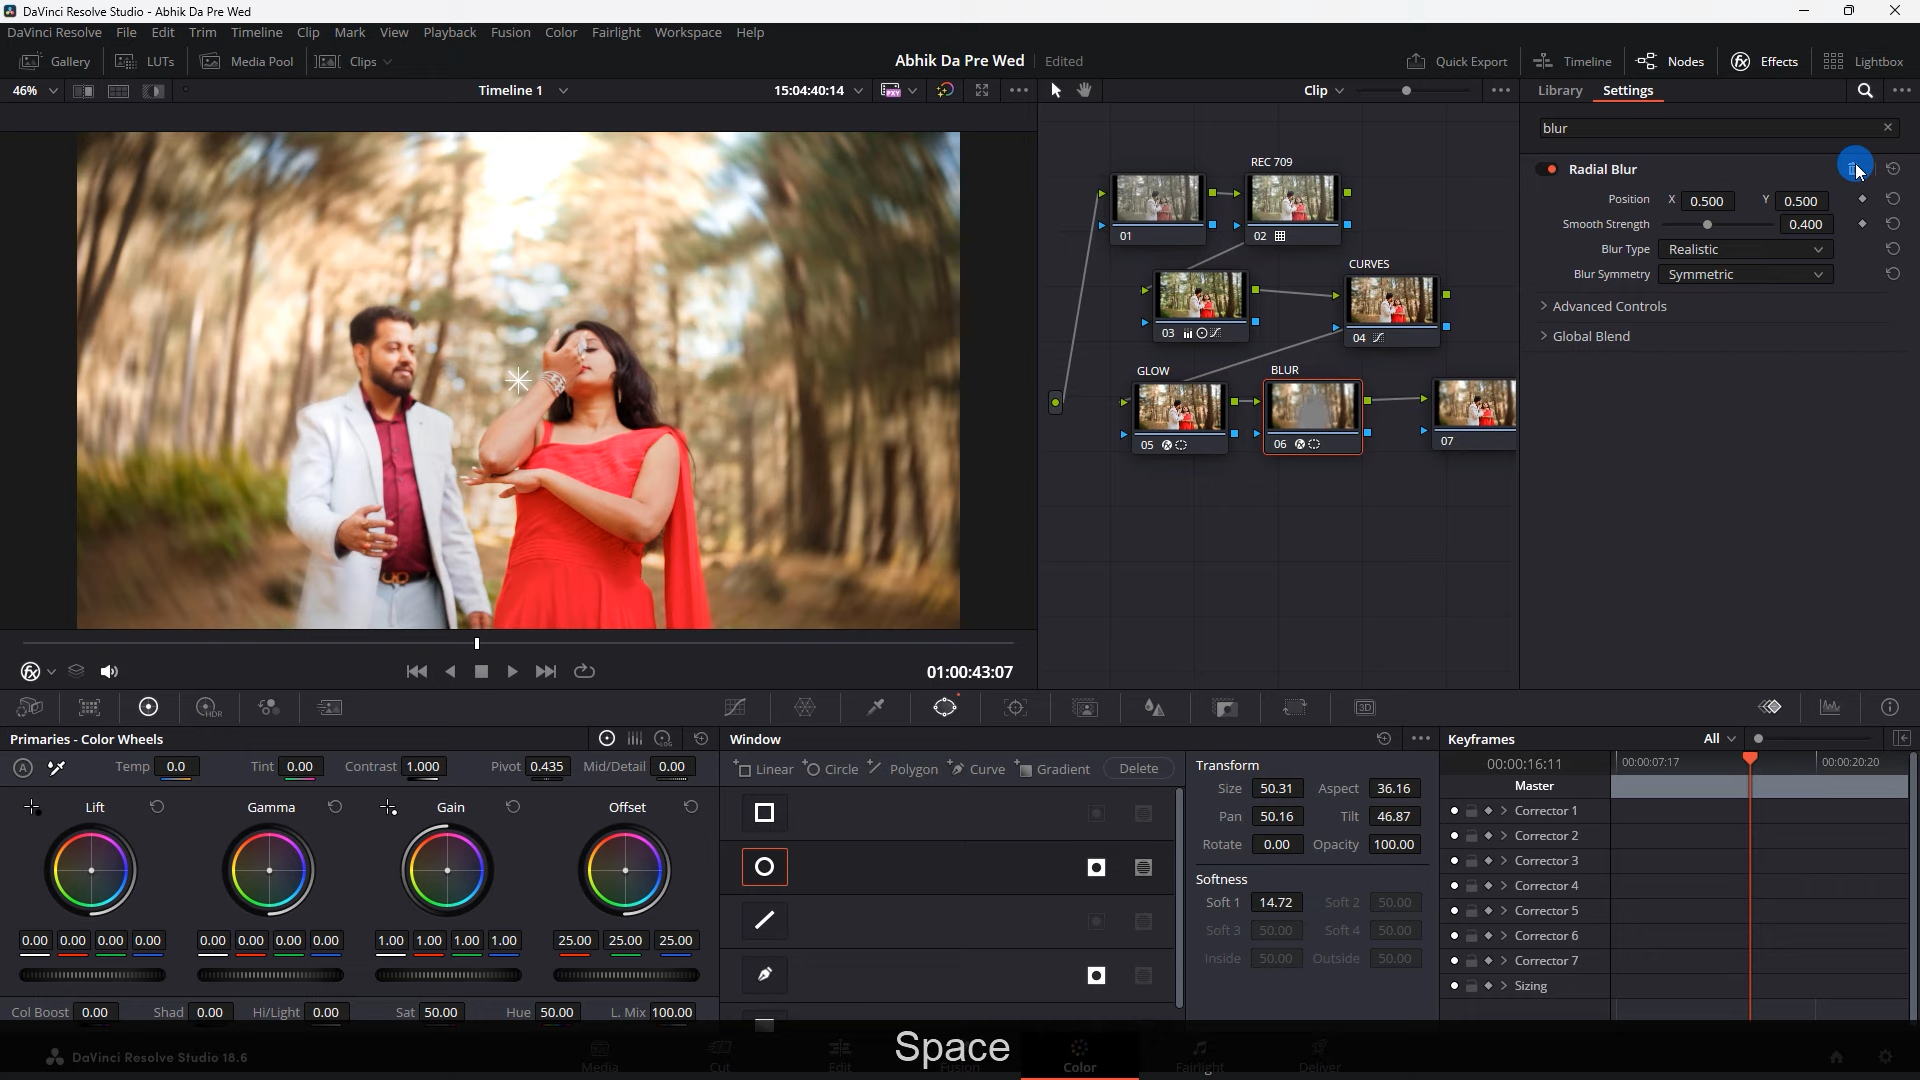 DaVinci Resolve Studio - Abhik Da Pre Wed
DaVinci Resolve File Edit Trim Timeline Clip Mark View Playback Fusion Color Fairlight Workspace Help
Gallery LUTs Media Pool Clips Abhik Da Pre Wed Edited Quick Export Timeline Nodes Effects Lightbox
46% Timeline 1 15:04:40:14 Clip Library Settings
blur
Radial Blur
Position X 0.500 Y 0.500
Smooth Strength 0.400
Blur Type Realistic
Blur Symmetry Symmetric
Advanced Controls
Global Blend
REC 709
01 02
CURVES
03 04
GLOW BLUR
05 06 07
01:00:43:07
HDR 3D
Primaries - Color Wheels LOG
Temp 0.0 Tint 0.00 Contrast 1.000 Pivot 0.435 Mid/Detail 0.00
Lift Gamma Gain Offset
0.00 0.00 0.00 0.00 0.00 0.00 0.00 0.00 1.00 1.00 1.00 1.00 25.00 25.00 25.00
Col Boost 0.00 Shad 0.00 Hi/Light 0.00 Sat 50.00 Hue 50.00 L. Mix 100.00
Window
Linear Circle Polygon Curve Gradient Delete
Transform
Size 50.31 Aspect 36.16
Pan 50.16 Tilt 46.87
Rotate 0.00 Opacity 100.00
Softness
Soft 1 14.72 Soft 2 50.00
Soft 3 50.00 Soft 4 50.00
Inside 50.00 Outside 50.00
Keyframes All
00:00:16:11 00:00:07:17 00:00:20:20
Master
Corrector 1
Corrector 2
Corrector 3
Corrector 4
Corrector 5
Corrector 6
Corrector 7
Sizing
DaVinci Resolve Studio 18.6
Media Cut Edit Fusion Color Fairlight Deliver
Space